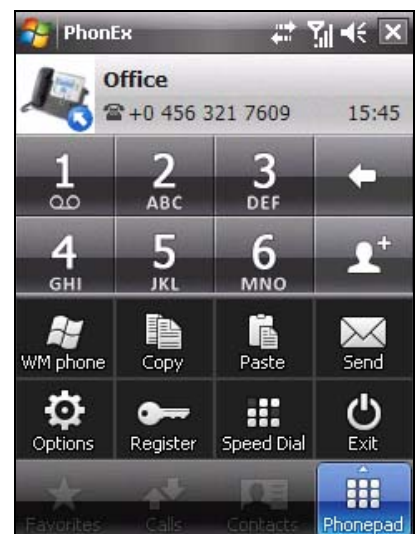 PhonEx
Office
+0 456 321 7609 15:45
1 2 3
ABC DEF
4 5 6
GHI JKL MNO
WM phone Copy Paste Send
Options Register Speed Dial Exit
Favorites Calls Contacts Phonepad